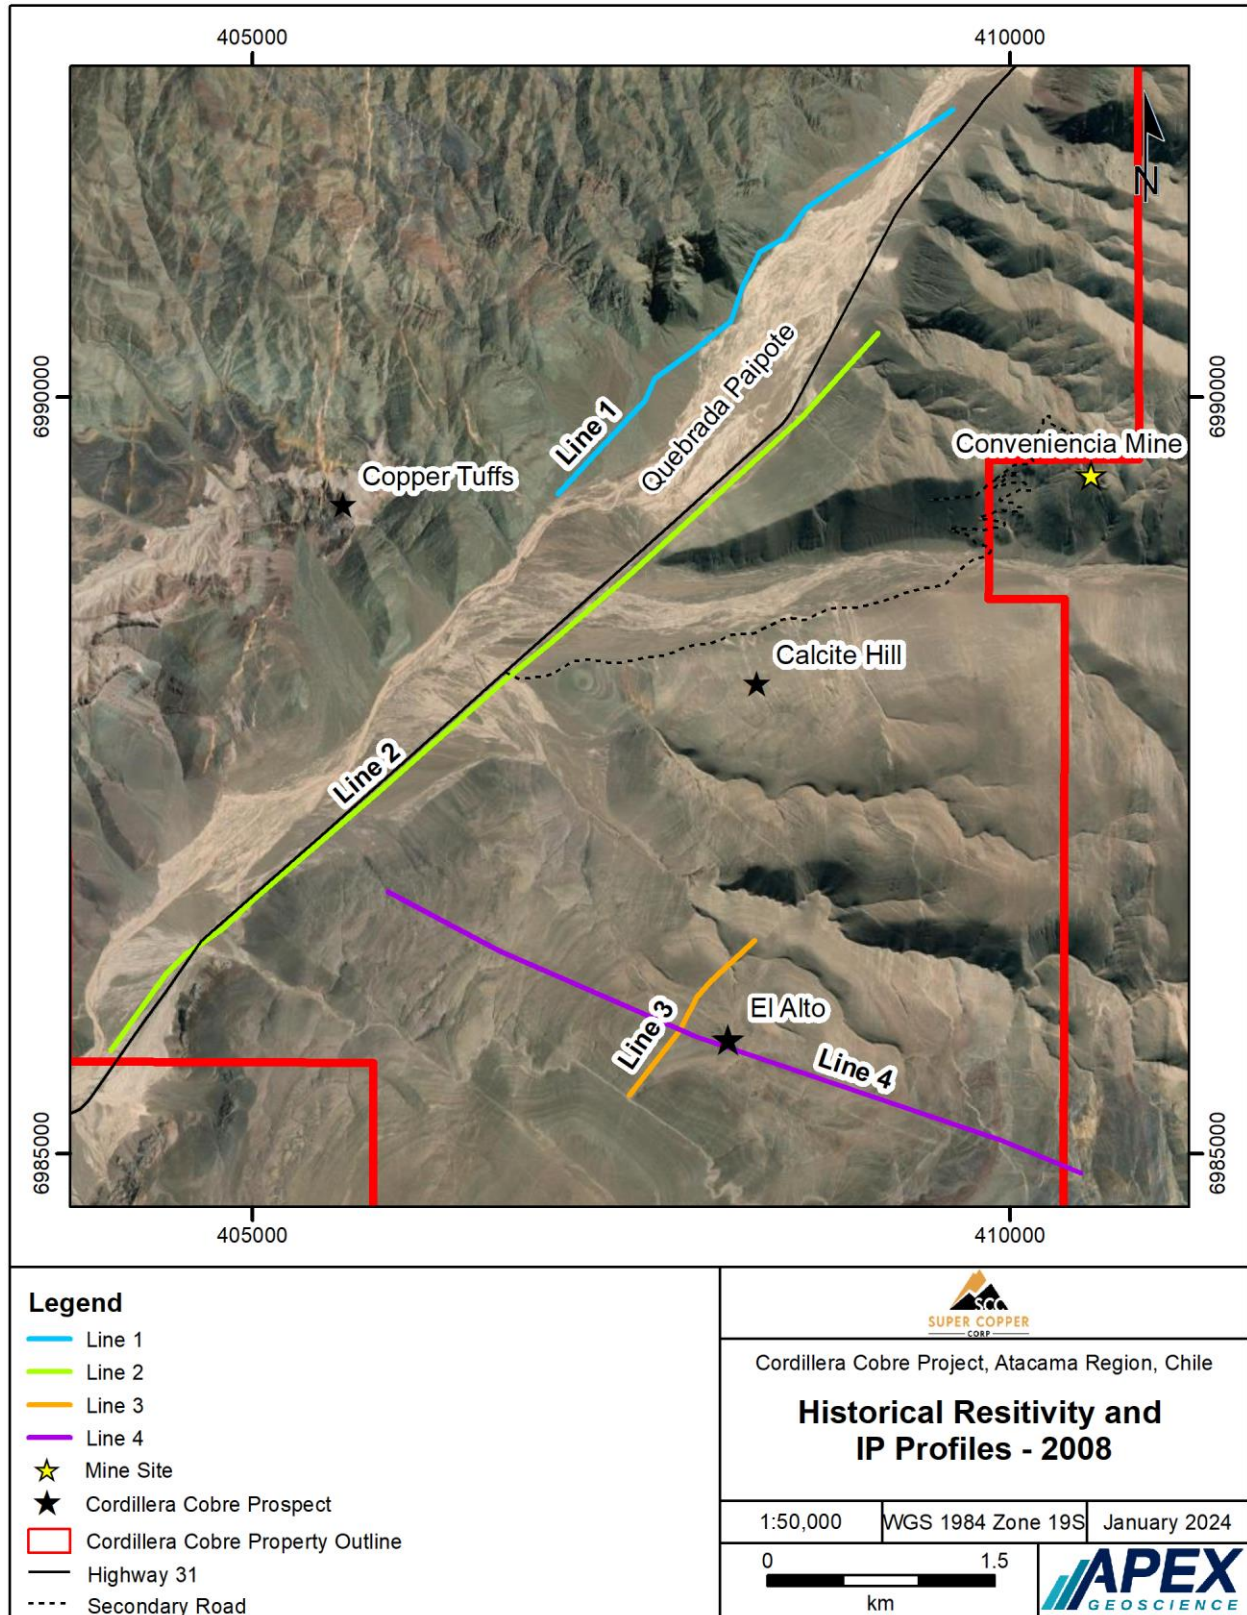 405000
410000
N
6990000
6990000
Line 1
Quebrada Paipote
Conveniencia Mine
Copper Tuffs
Calcite Hill
Line 2
El Alto
Line 3
Line 4
6985000
6985000
405000
410000
Legend
Line 1
Line 2
Line 3
Line 4
Mine Site
Cordillera Cobre Prospect
Cordillera Cobre Property Outline
Highway 31
Secondary Road
SCC
SUPER COPPER
CORP
Cordillera Cobre Project, Atacama Region, Chile
Historical Resitivity and
IP Profiles - 2008
1:50,000
WGS 1984 Zone 19S
January 2024
0
1.5
km
APEX
GEOSCIENCE